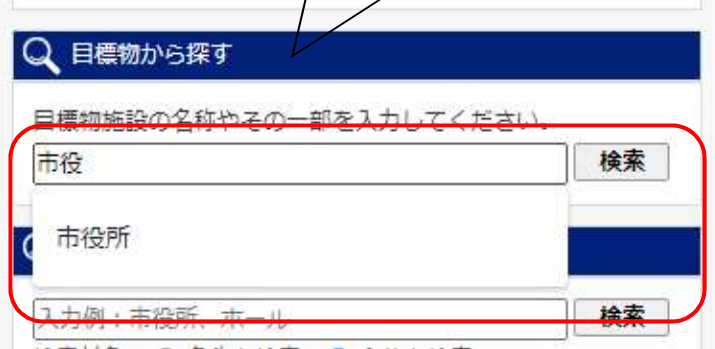 目標物から探す
目標物施設の名称やその一部を入力してください。
市役
検索
市役所
入力例:市役所、ホール
検索